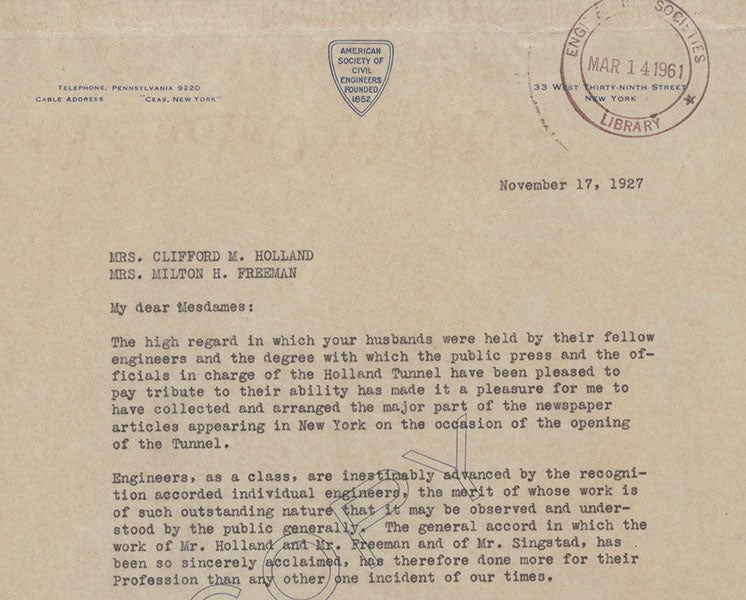 AMERICAN
SOCIETY OF
CIVIL
ENGINEERS
FOUNDED
1852
TELEPHONE, PENNSYLVANIA 9220
CABLE ADDRESS "CEAS, NEW YORK"
33 WEST THIRTY-NINTH STREET
NEW YORK
SOCIETIES
MAR 14 1961
LIBRARY
November 17, 1927
MRS. CLIFFORD M. HOLLAND
MRS. MILTON H. FREEMAN
My dear Mesdames:
The high regard in which your husbands were held by their fellow
engineers and the degree with which the public press and the of-
ficials in charge of the Holland Tunnel have been pleased to
pay tribute to their ability has made it a pleasure for me to
have collected and arranged the major part of the newspaper
articles appearing in New York on the occasion of the opening
of the Tunnel.
Engineers, as a class, are inestimably advanced by the recogni-
tion accorded individual engineers, the merit of whose work is
of such outstanding nature that it may be observed and under-
stood by the public generally. The general accord in which the
work of Mr. Holland and Mr. Freeman and of Mr. Singstad, has
been so sincerely acclaimed, has therefore done more for their
Profession than any other one incident of our times.
COPY